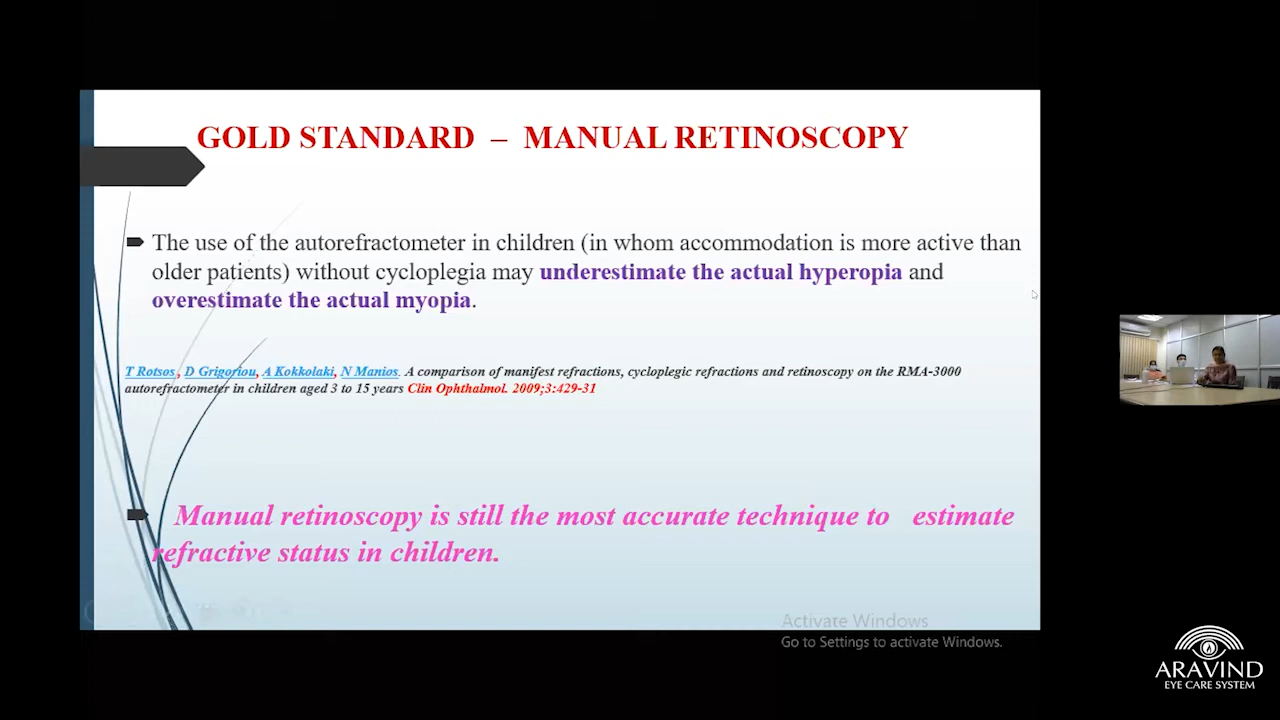 GOLD STANDARD – MANUAL RETINOSCOPY
The use of the autorefractometer in children (in whom accommodation is more active than
older patients) without cycloplegia may underestimate the actual hyperopia and
overestimate the actual myopia.
T Rotsos , D Grigoriou, A Kokkolaki, N Manios. A comparison of manifest refractions, cycloplegic refractions and retinoscopy on the RMA-3000
autorefractometer in children aged 3 to 15 years Clin Ophthalmol. 2009;3:429-31
Manual retinoscopy is still the most accurate technique to estimate
refractive status in children.
Activate Windows
Go to Settings to activate Windows.
ARAVIND
EYE CARE SYSTEM